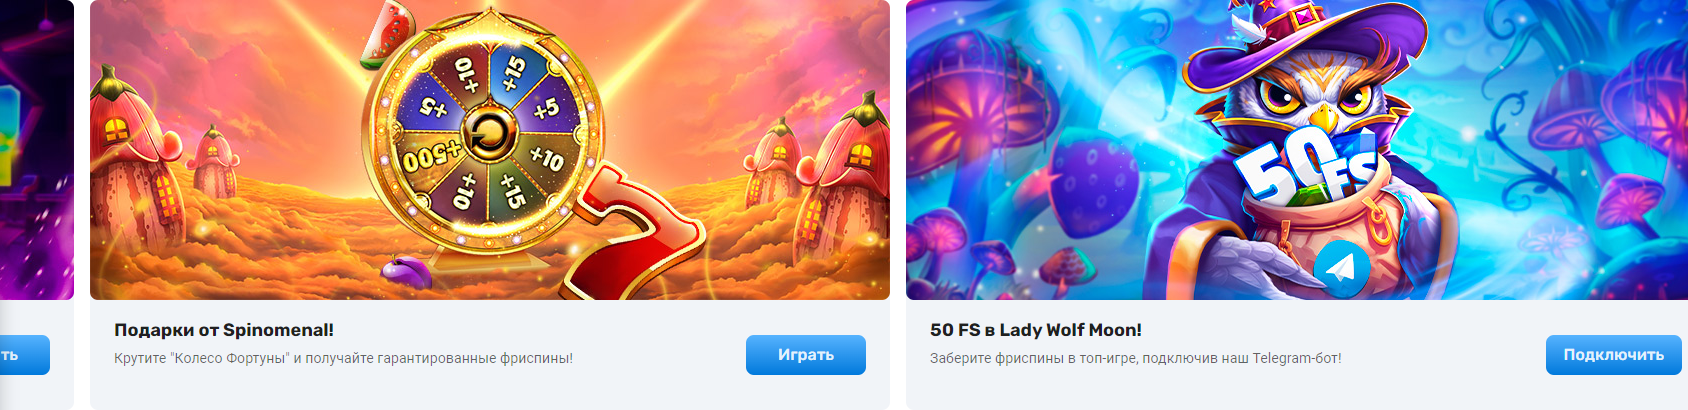 +15
+5
+10
+15
+10
+500
+5
+10
50
FS
Подарки от Spinomenal!
Крутите "Колесо Фортуны" и получайте гарантированные фриспины!
ть
Играть
50 FS в Lady Wolf Moon!
Заберите фриспины в топ-игре, подключив наш Telegram-бот!
Подключить